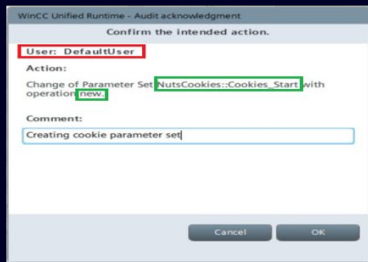 WinCC Unified Runtime - Audit acknowledgment
Confirm the intended action.
User: DefaultUser
Action:
Change of Parameter Set NutsCookies::Cookies_Start with
operation new.
Comment:
Creating cookie parameter set
Cancel OK